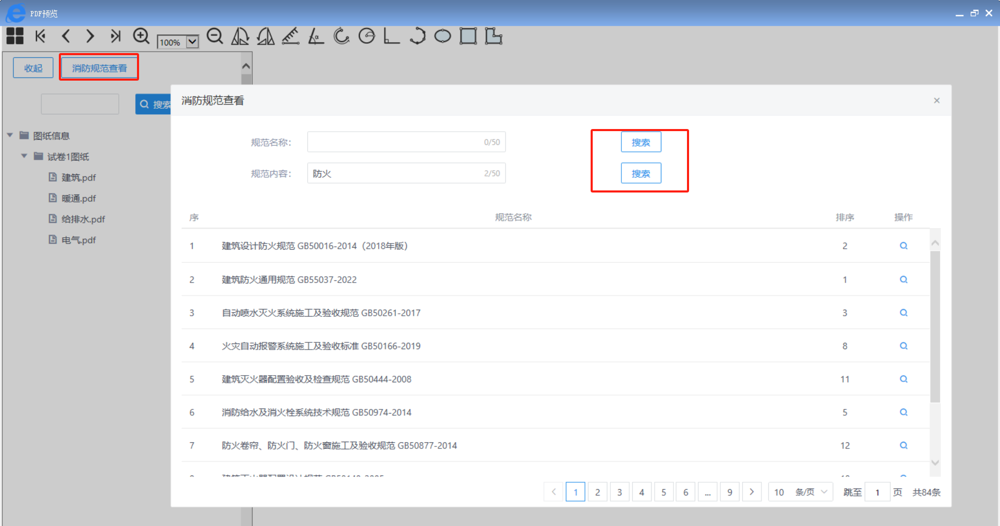 PDF预览
100%
收起 消防规范查看
搜索
图纸信息
试卷1图纸
建筑.pdf
暖通.pdf
给排水.pdf
电气.pdf
消防规范查看
规范名称: 0/50 搜索
规范内容: 防火 2/50 搜索
序 规范名称 排序 操作
1 建筑设计防火规范 GB50016-2014（2018年版） 2
2 建筑防火通用规范 GB55037-2022 1
3 自动喷水灭火系统施工及验收规范 GB50261-2017 3
4 火灾自动报警系统施工及验收标准 GB50166-2019 8
5 建筑灭火器配置验收及检查规范 GB50444-2008 11
6 消防给水及消火栓系统技术规范 GB50974-2014 5
7 防火卷帘、防火门、防火窗施工及验收规范 GB50877-2014 12
1 2 3 4 5 6 ... 9 10 条/页 跳至 1 页 共84条